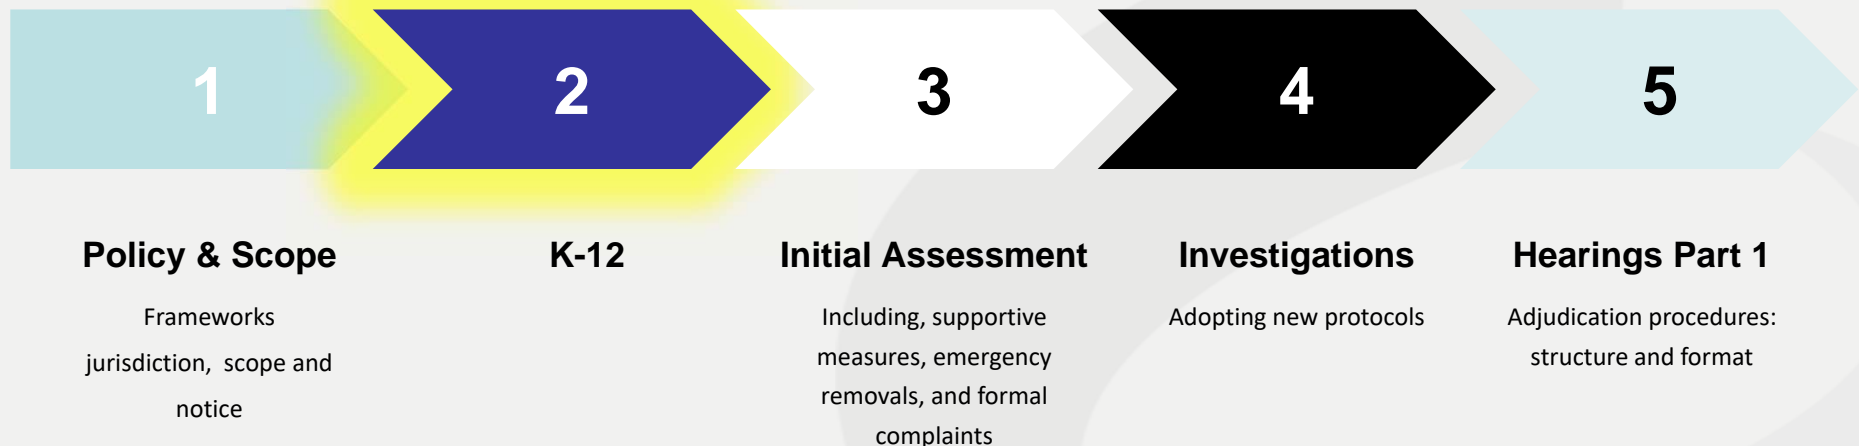 1
2
3
4
5
Policy & Scope
Frameworks
jurisdiction, scope and
notice
K-12
Initial Assessment
Including, supportive
measures, emergency
removals, and formal
complaints
Investigations
Adopting new protocols
Hearings Part 1
Adjudication procedures:
structure and format